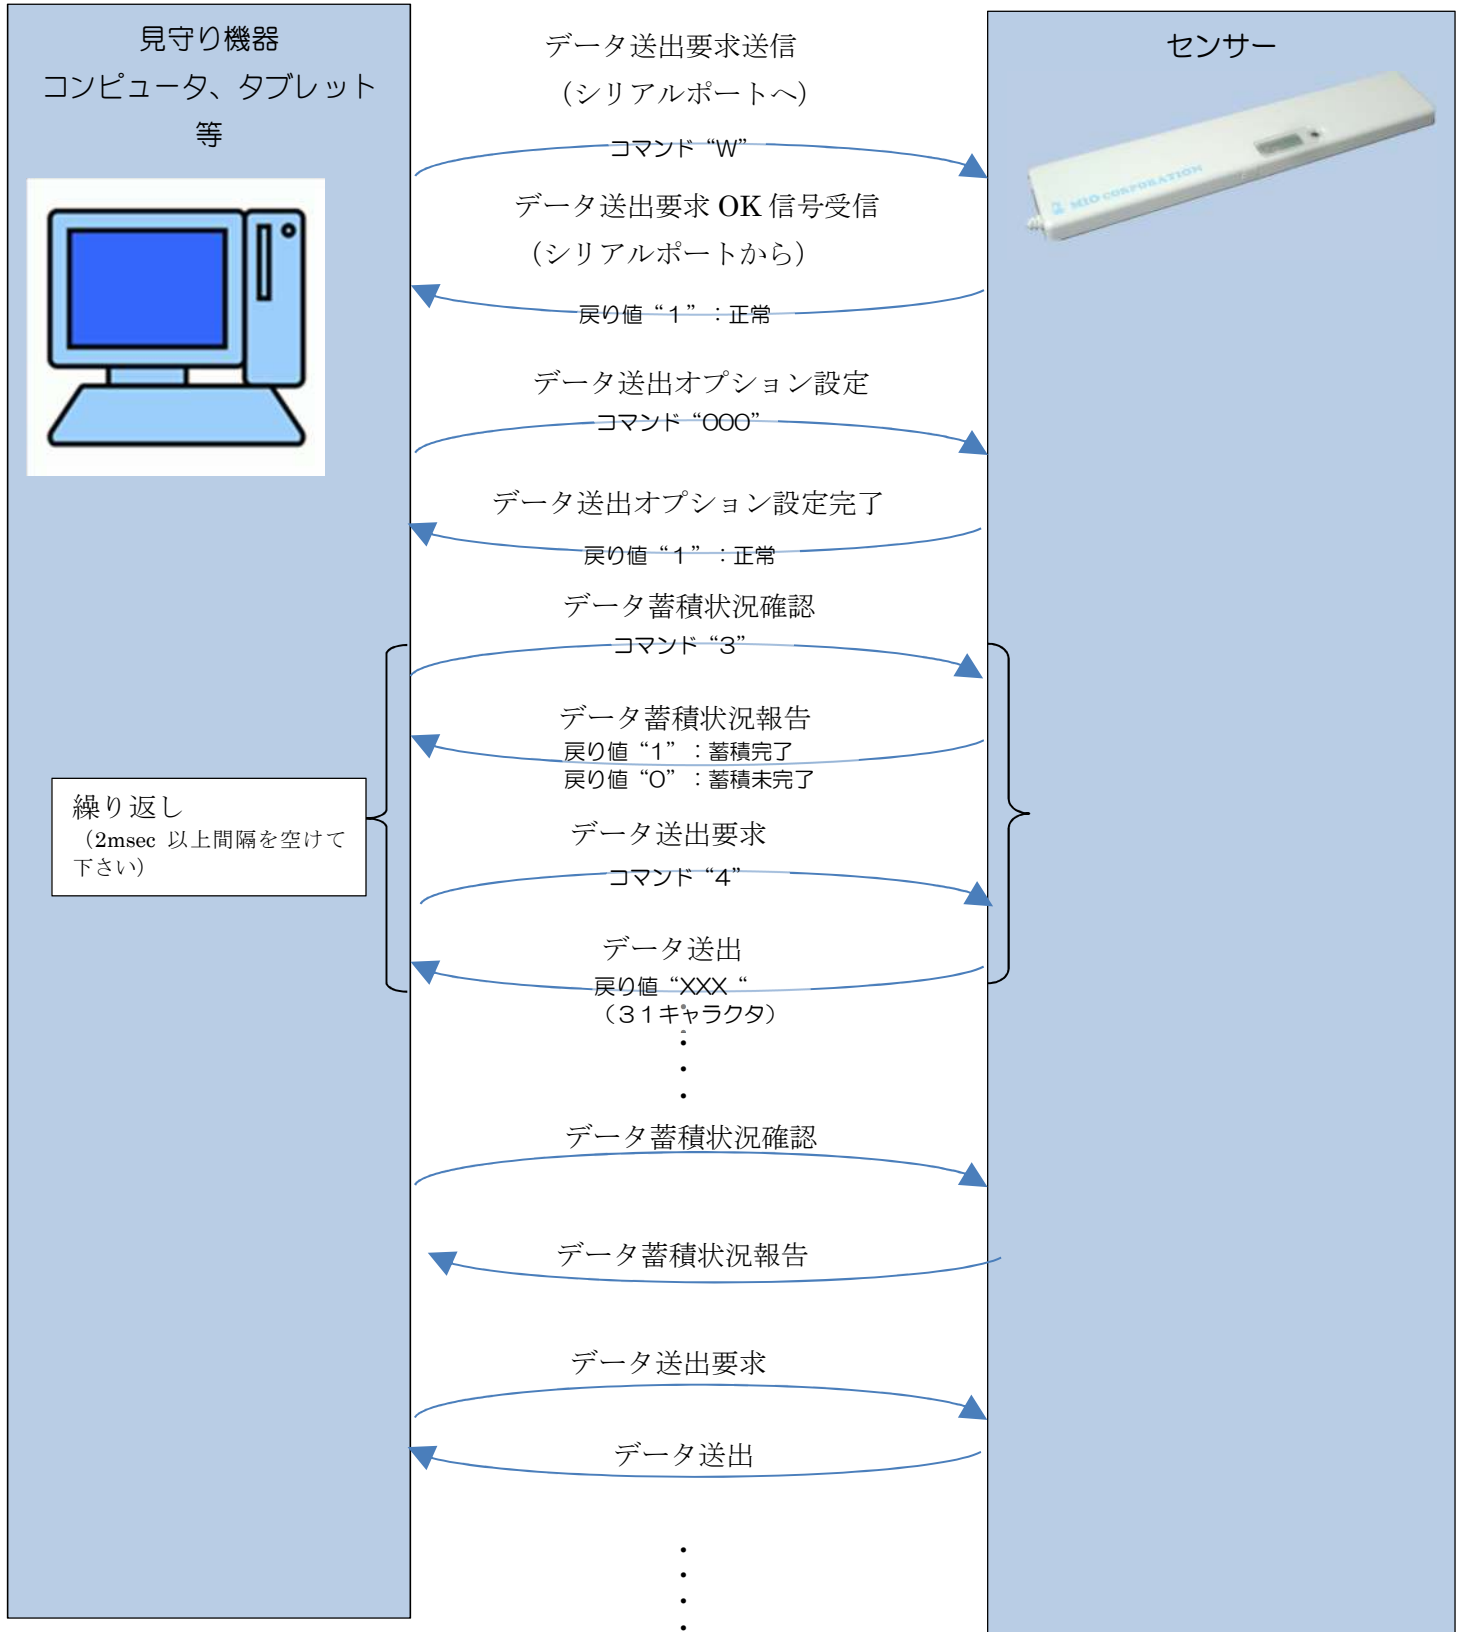 見守り機器
コンピュータ、タブレット
等
データ送出要求送信
（シリアルポートへ）
コマンド“W”
データ送出要求 OK 信号受信
（シリアルポートから）
戻り値“１”：正常
データ送出オプション設定
コマンド“000”
データ送出オプション設定完了
戻り値“１”：正常
データ蓄積状況確認
コマンド“3”
データ蓄積状況報告
戻り値“1”：蓄積完了
戻り値“0”：蓄積未完了
繰り返し
（2msec 以上間隔を空けて
下さい）
データ送出要求
コマンド“4”
データ送出
戻り値“XXX “
（３１キャラクタ）
データ蓄積状況確認
データ蓄積状況報告
データ送出要求
データ送出
センサー
MIO CORPORATION